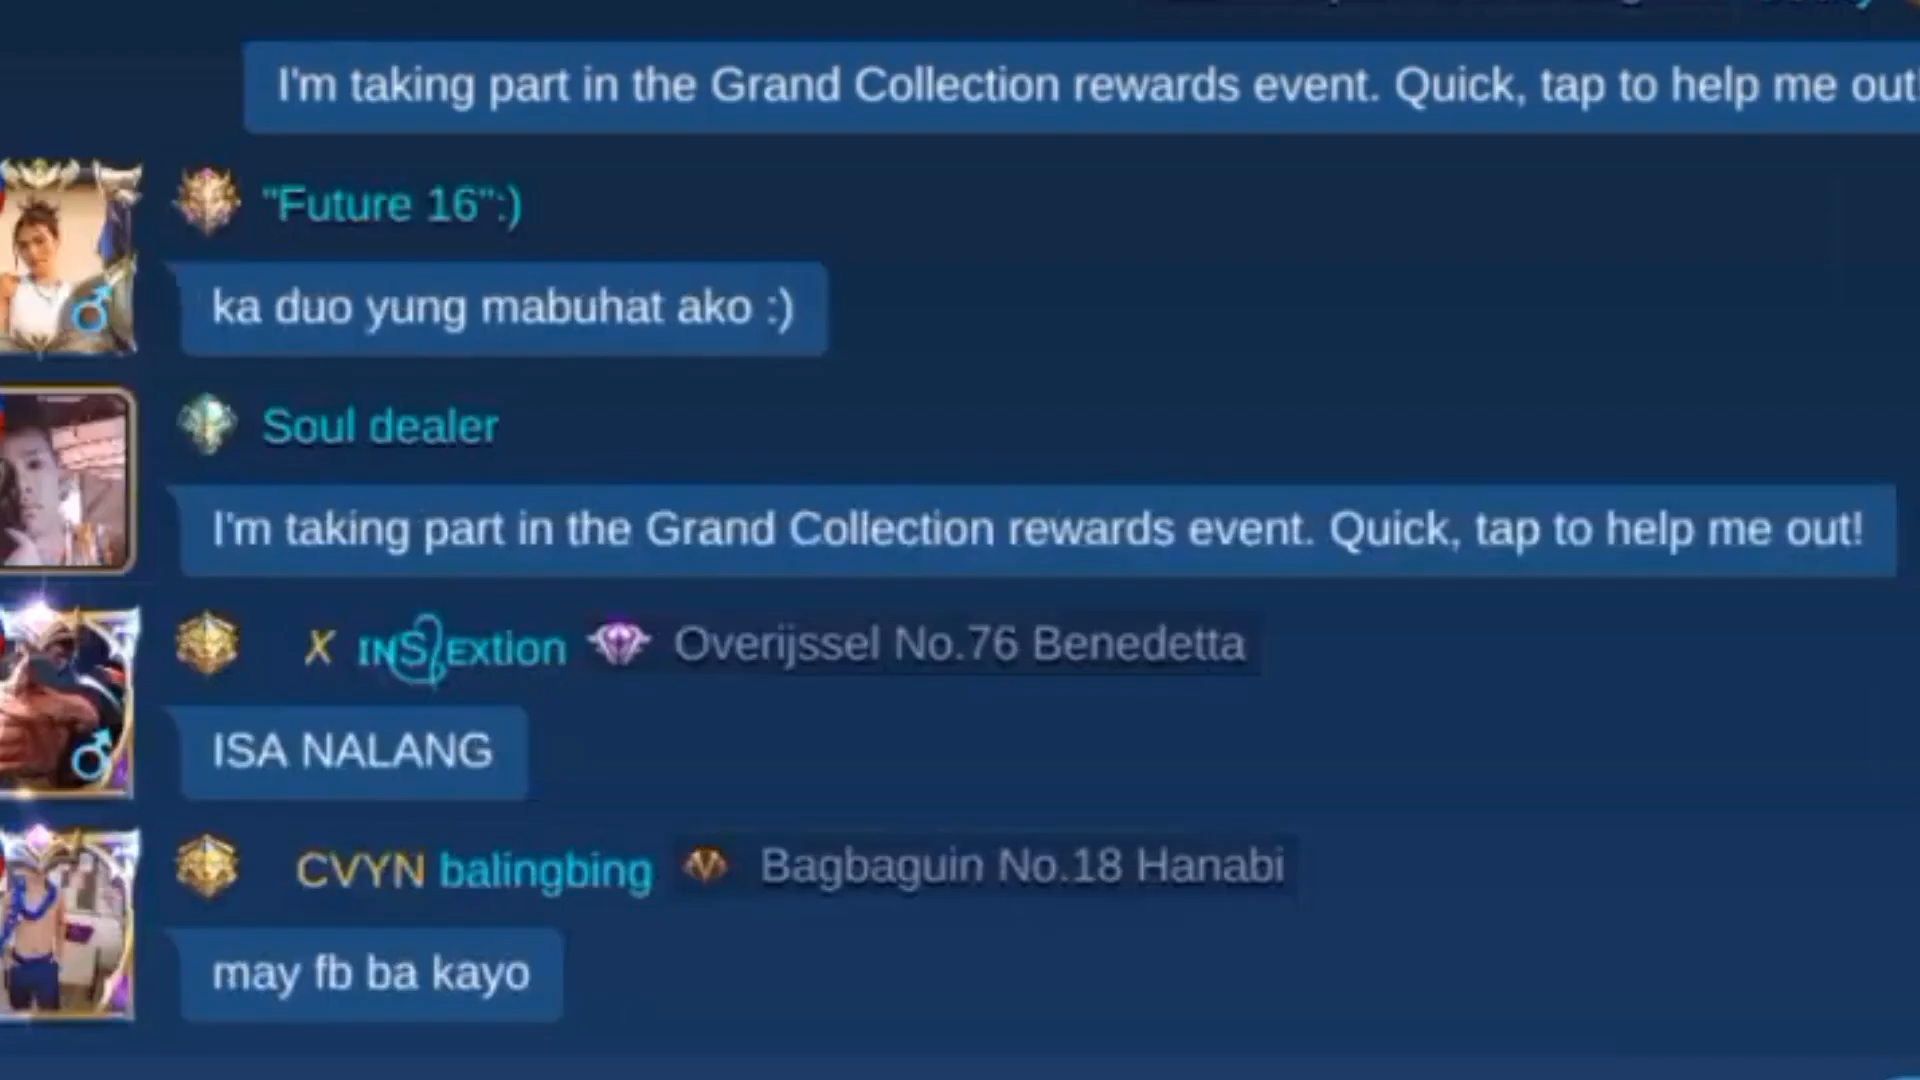 I'm taking part in the Grand Collection rewards event. Quick, tap to help me out!
"Future 16":)
ka duo yung mabuhat ako :)
Soul dealer
I'm taking part in the Grand Collection rewards event. Quick, tap to help me out!
X INSExtion Overijssel No.76 Benedetta
ISA NALANG
CVYN balingbing Bagbaguin No.18 Hanabi
may fb ba kayo